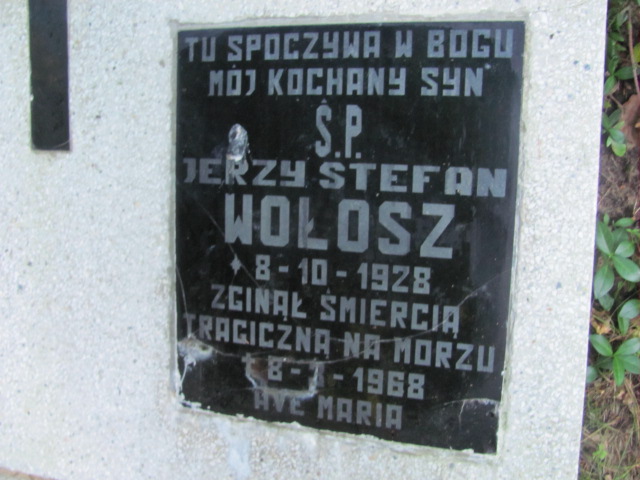 TU SPOCZYWA W BOGU
MÓJ KOCHANY SYN
Ś.P.
JERZY STEFAN
WOŁOSZ
* 8-10-1928
ZGINĄŁ ŚMIERCIĄ
TRAGICZNĄ NA MORZU
† 8- -1968
AVE MARIA